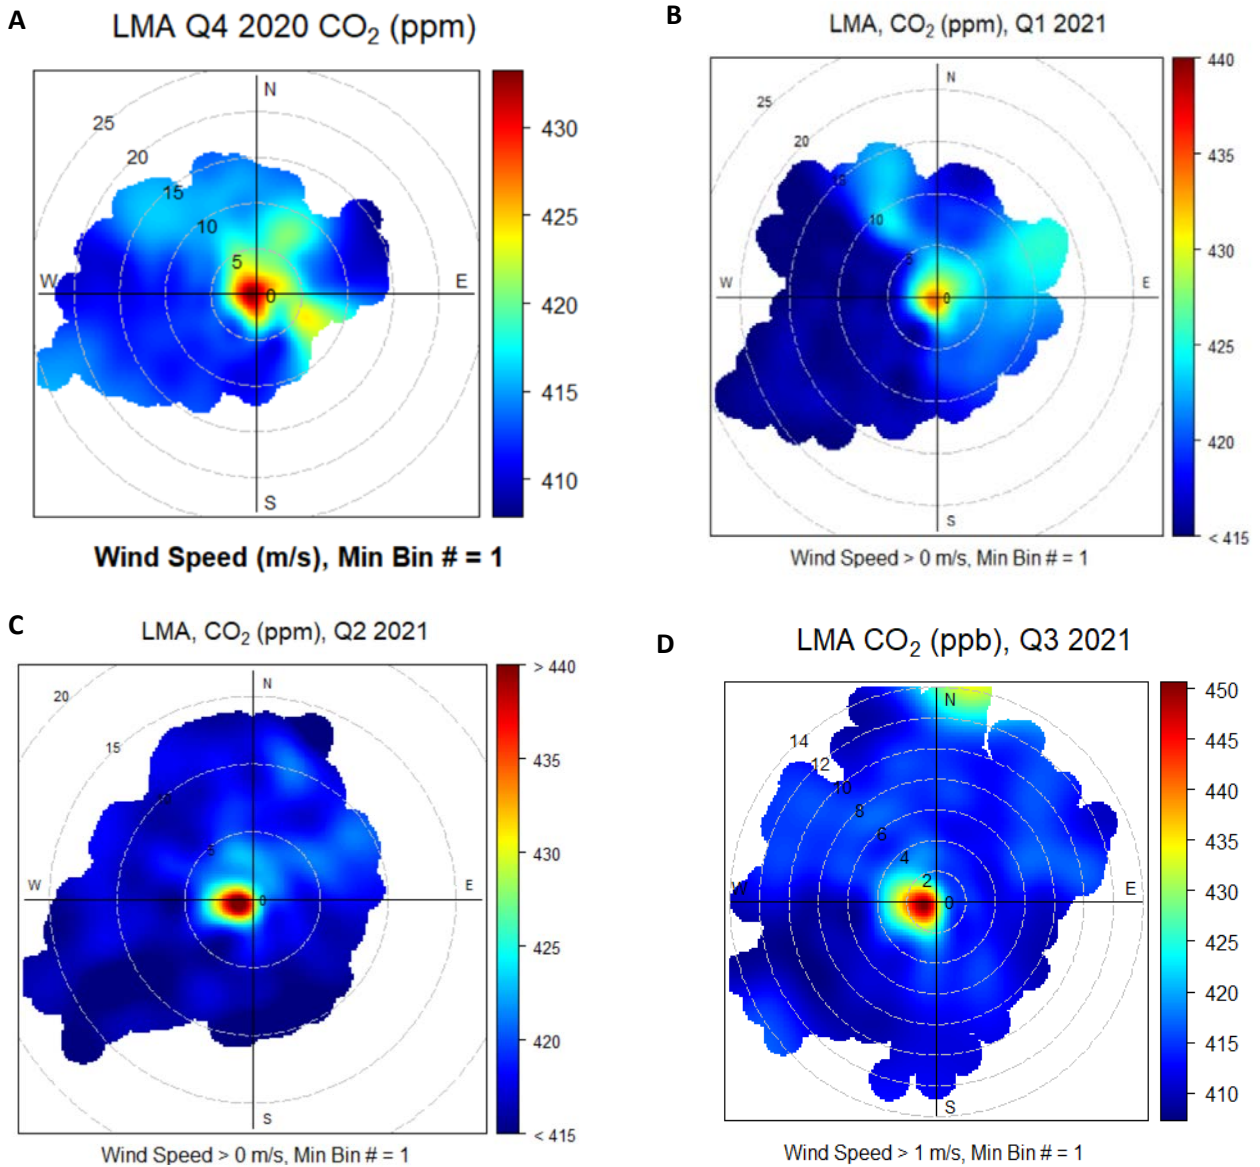 A
LMA Q4 2020 CO₂ (ppm)
N
25
20
15
10
5
W
0
E
S
430
425
420
415
410
Wind Speed (m/s), Min Bin # = 1
B
LMA, CO₂ (ppm), Q1 2021
N
25
20
10
W
0
E
S
440
435
430
425
420
< 415
Wind Speed > 0 m/s, Min Bin # = 1
C
LMA, CO₂ (ppm), Q2 2021
N
20
15
10
5
W
0
E
S
> 440
435
430
425
420
< 415
Wind Speed > 0 m/s, Min Bin # = 1
D
LMA CO₂ (ppb), Q3 2021
N
14
12
10
8
6
4
2
W
0
E
S
450
445
440
435
430
425
420
415
410
Wind Speed > 1 m/s, Min Bin # = 1